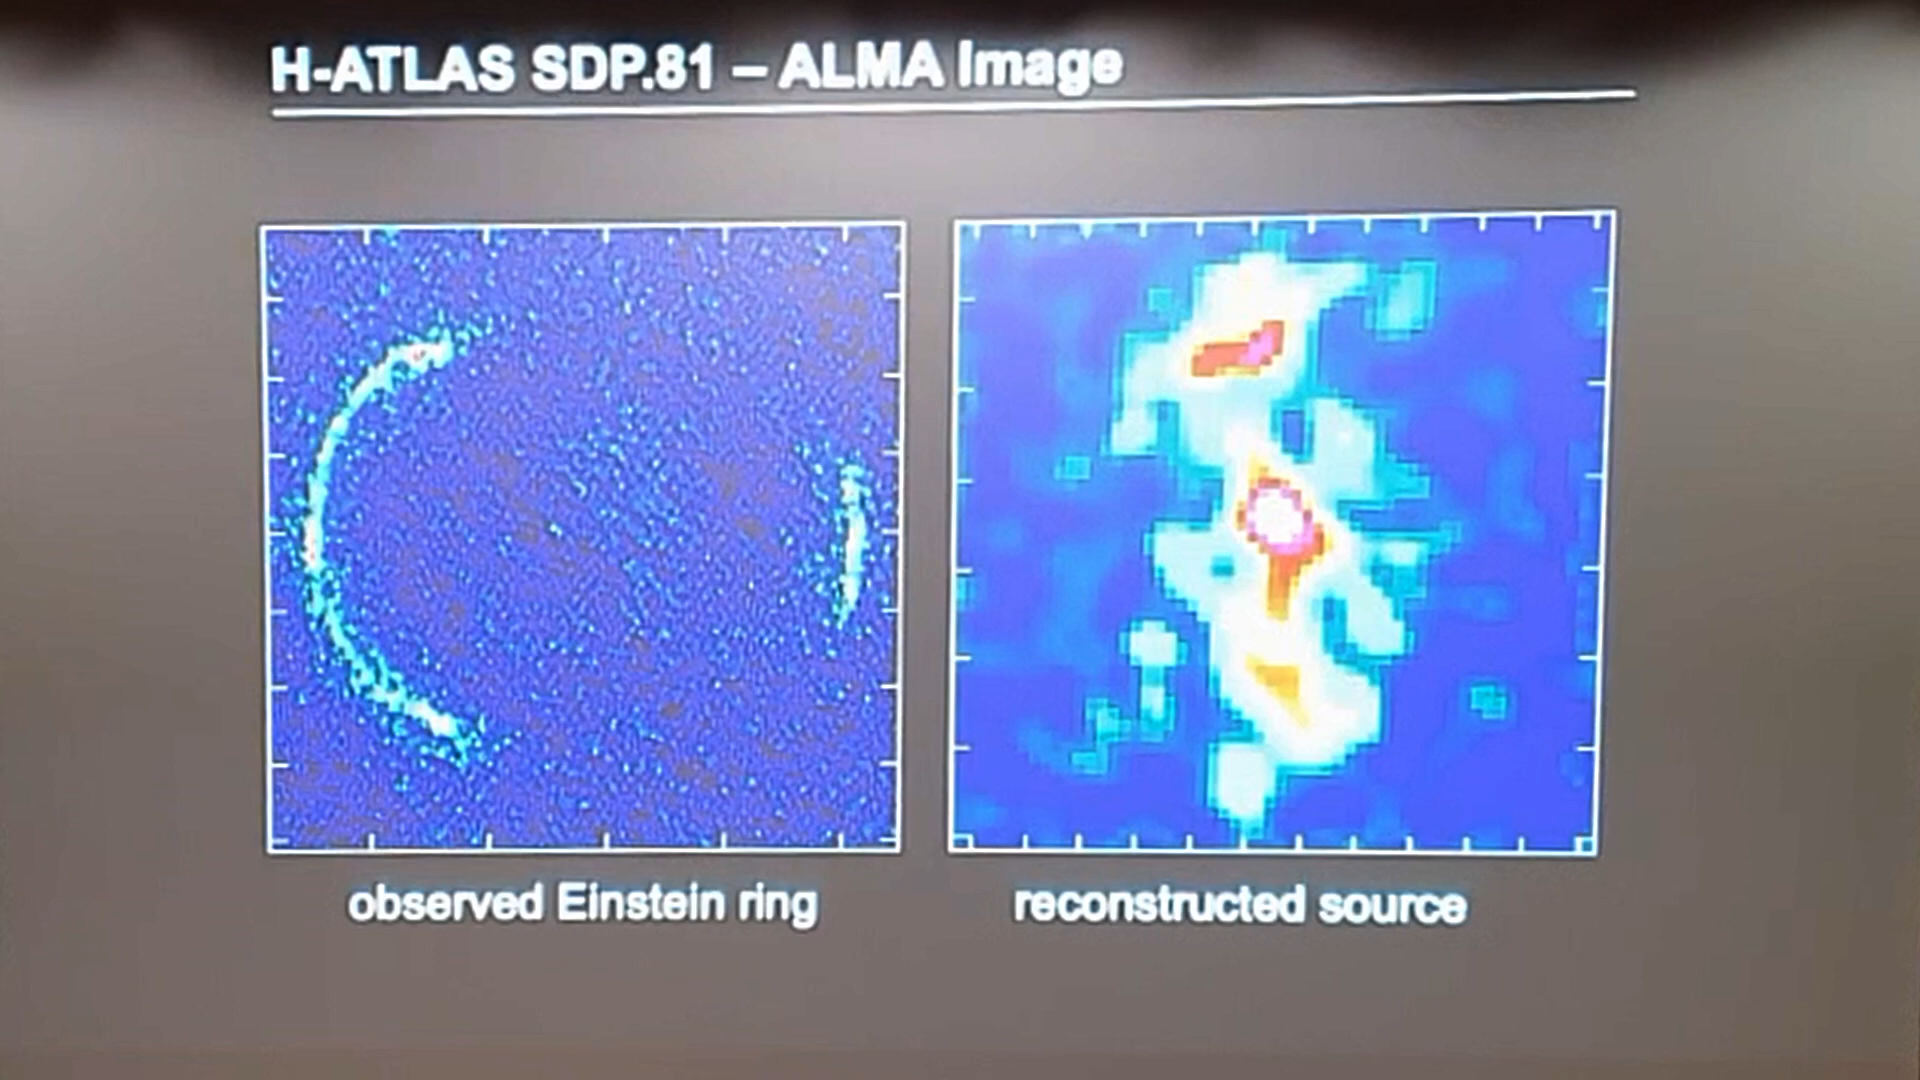 H-ATLAS SDP.81 – ALMA Image
observed Einstein ring
reconstructed source